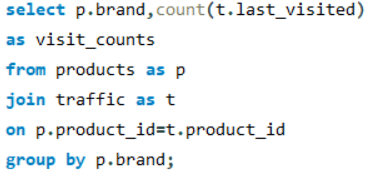 select p.brand,count(t.last_visited)
as visit_counts
from products as p
join traffic as t
on p.product_id=t.product_id
group by p.brand;